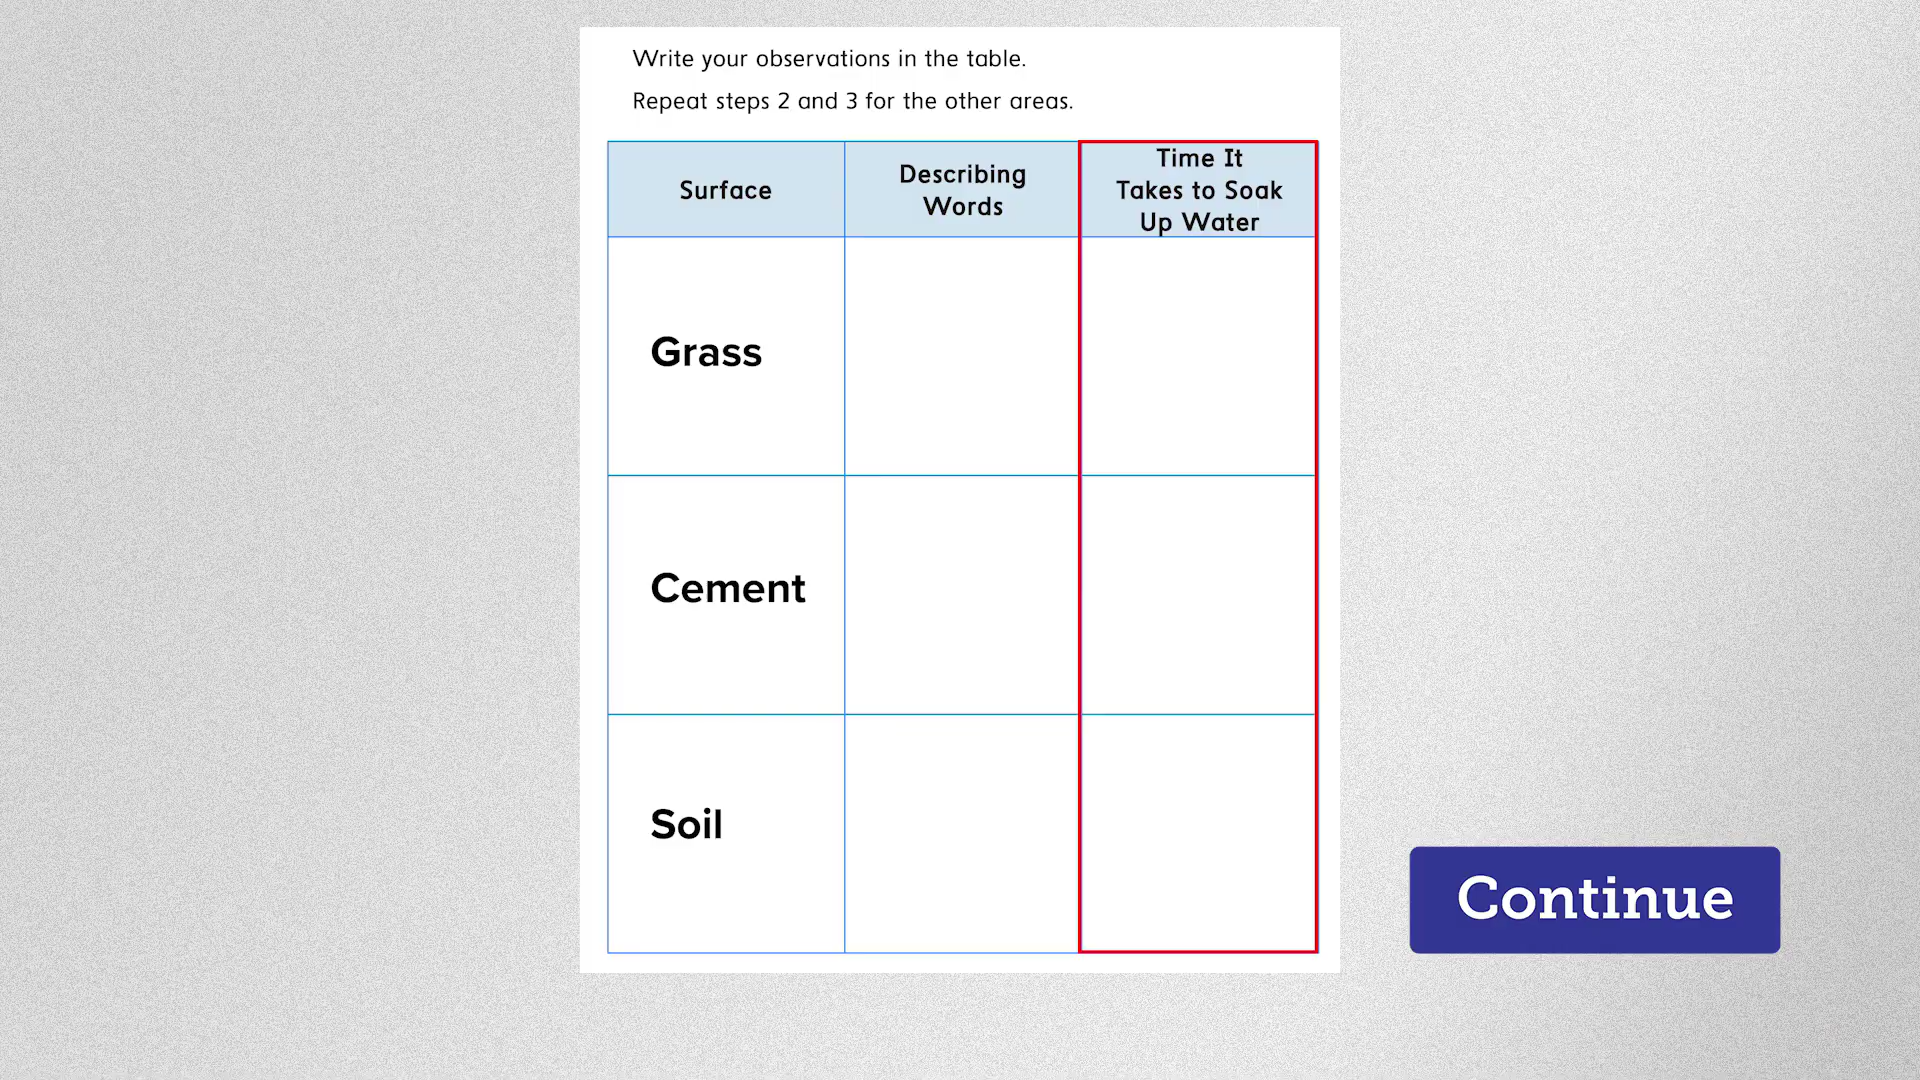 Write your observations in the table.
Repeat steps 2 and 3 for the other areas.
Surface
Describing
Words
Time It
Takes to Soak
Up Water
Grass
Cement
Soil
Continue